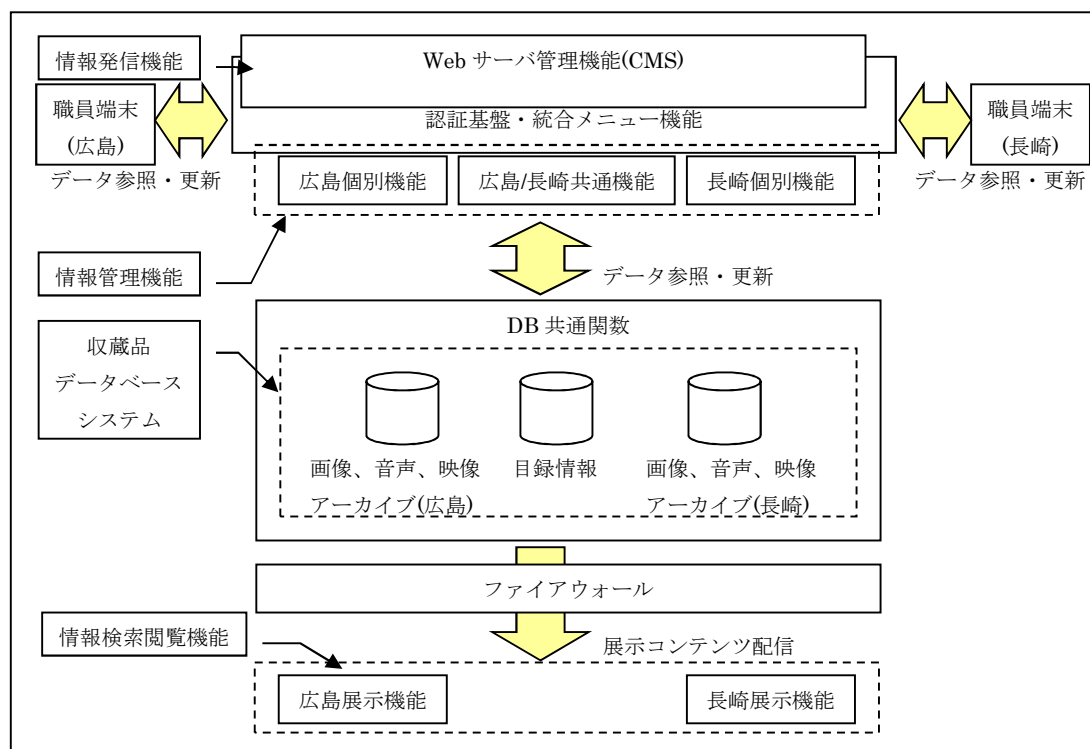 情報発信機能
Web サーバ管理機能(CMS)
職員端末
(広島)
認証基盤・統合メニュー機能
職員端末
(長崎)
データ参照・更新
データ参照・更新
広島個別機能
広島/長崎共通機能
長崎個別機能
情報管理機能
データ参照・更新
DB 共通関数
収蔵品
データベース
システム
画像、音声、映像
アーカイブ(広島)
目録情報
画像、音声、映像
アーカイブ(長崎)
ファイアウォール
情報検索閲覧機能
展示コンテンツ配信
広島展示機能
長崎展示機能